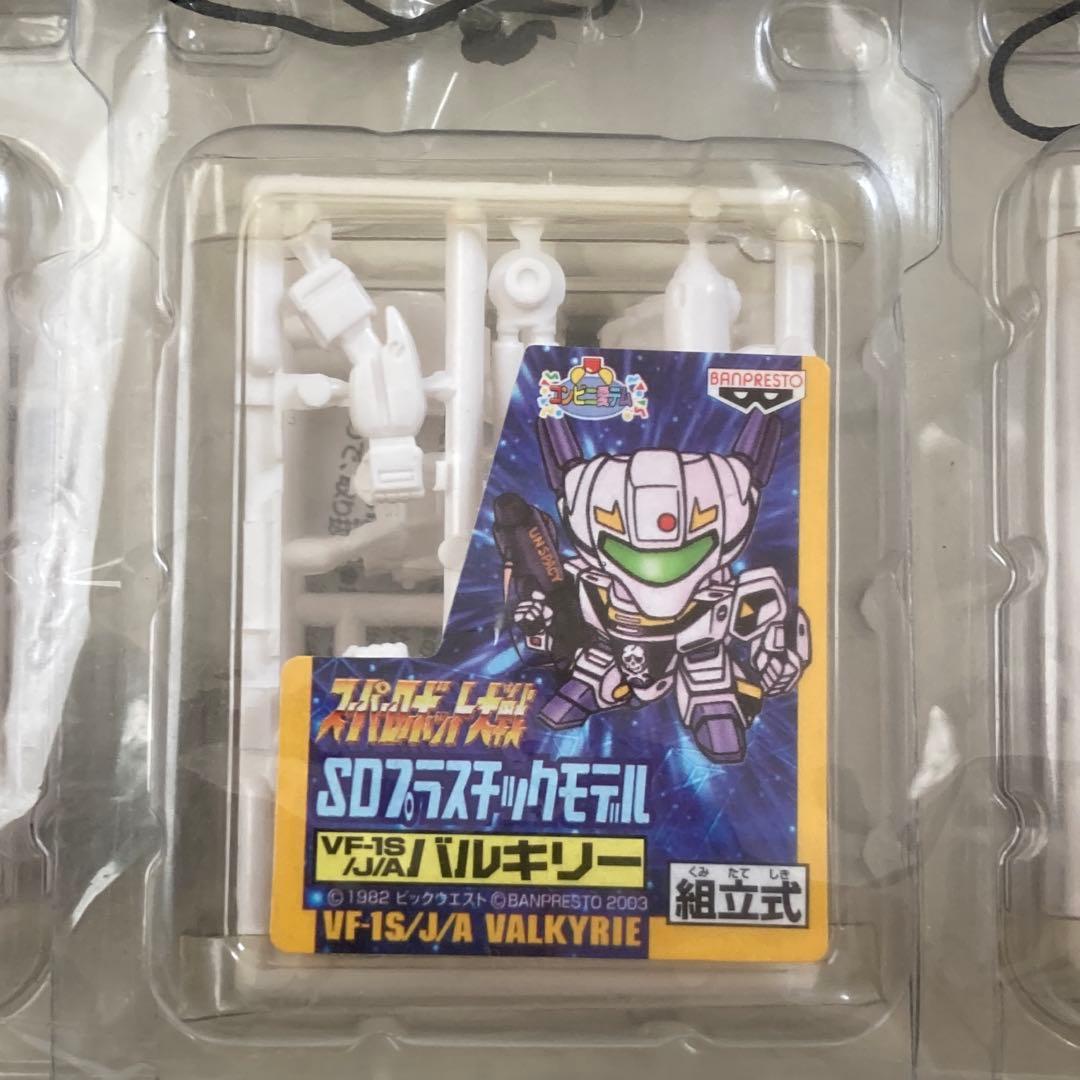 コンビニ愛デム
BANPRESTO
UN SPACY
スーパーロボット大戦
SDプラスチックモデル
VF-1S
/J/A バルキリー
©1982 ビックウエスト ©BANPRESTO 2003
VF-1S/J/A VALKYRIE
くみ たて しき
組立式